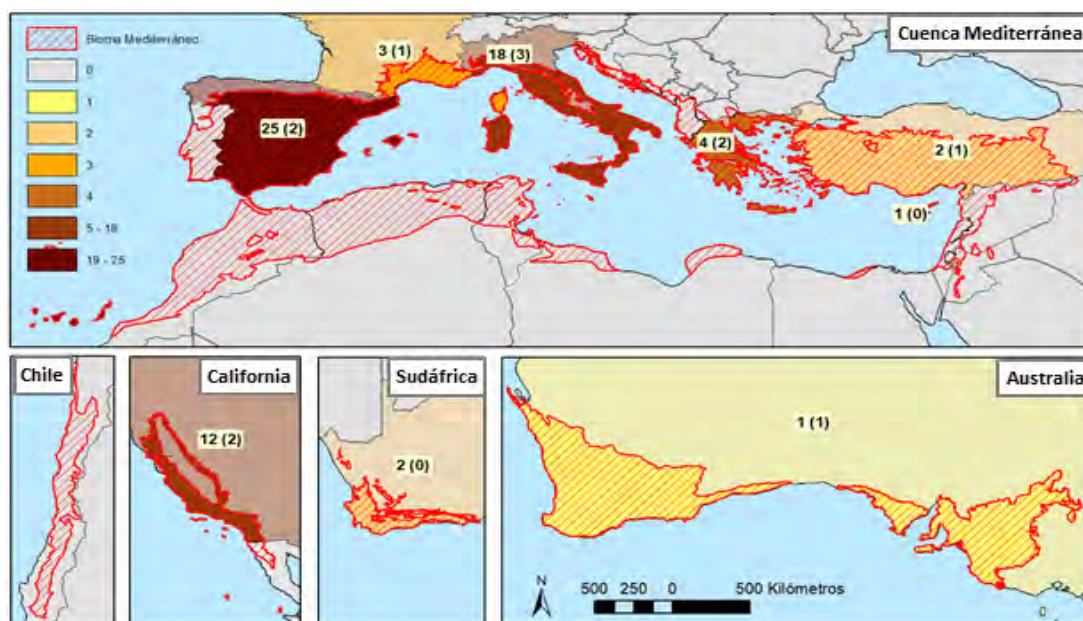 Bioma Mediterráneo
0
1
2
3
4
5 - 18
19 - 25
Cuenca Mediterránea
3 (1)
18 (3)
25 (2)
4 (2)
2 (1)
1 (0)
Chile
California
12 (2)
Sudáfrica
2 (0)
Australia
1 (1)
N
500 250 0 500 Kilómetros